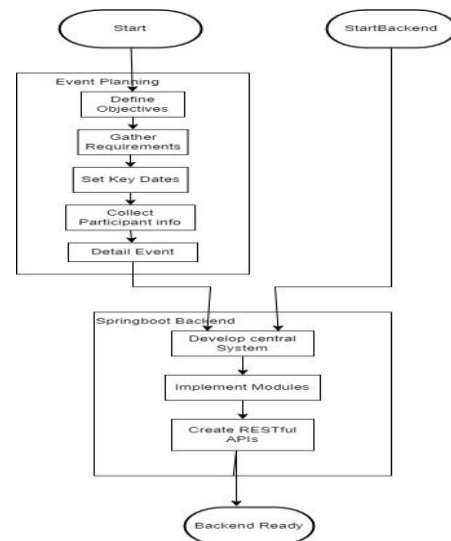 Start
StartBackend
Event Planning
Define
Objectives
Gather
Requirements
Set Key Dates
Collect
Participant info
Detail Event
Springboot Backend
Develop central
System
Implement Modules
Create RESTful
APIs
Backend Ready